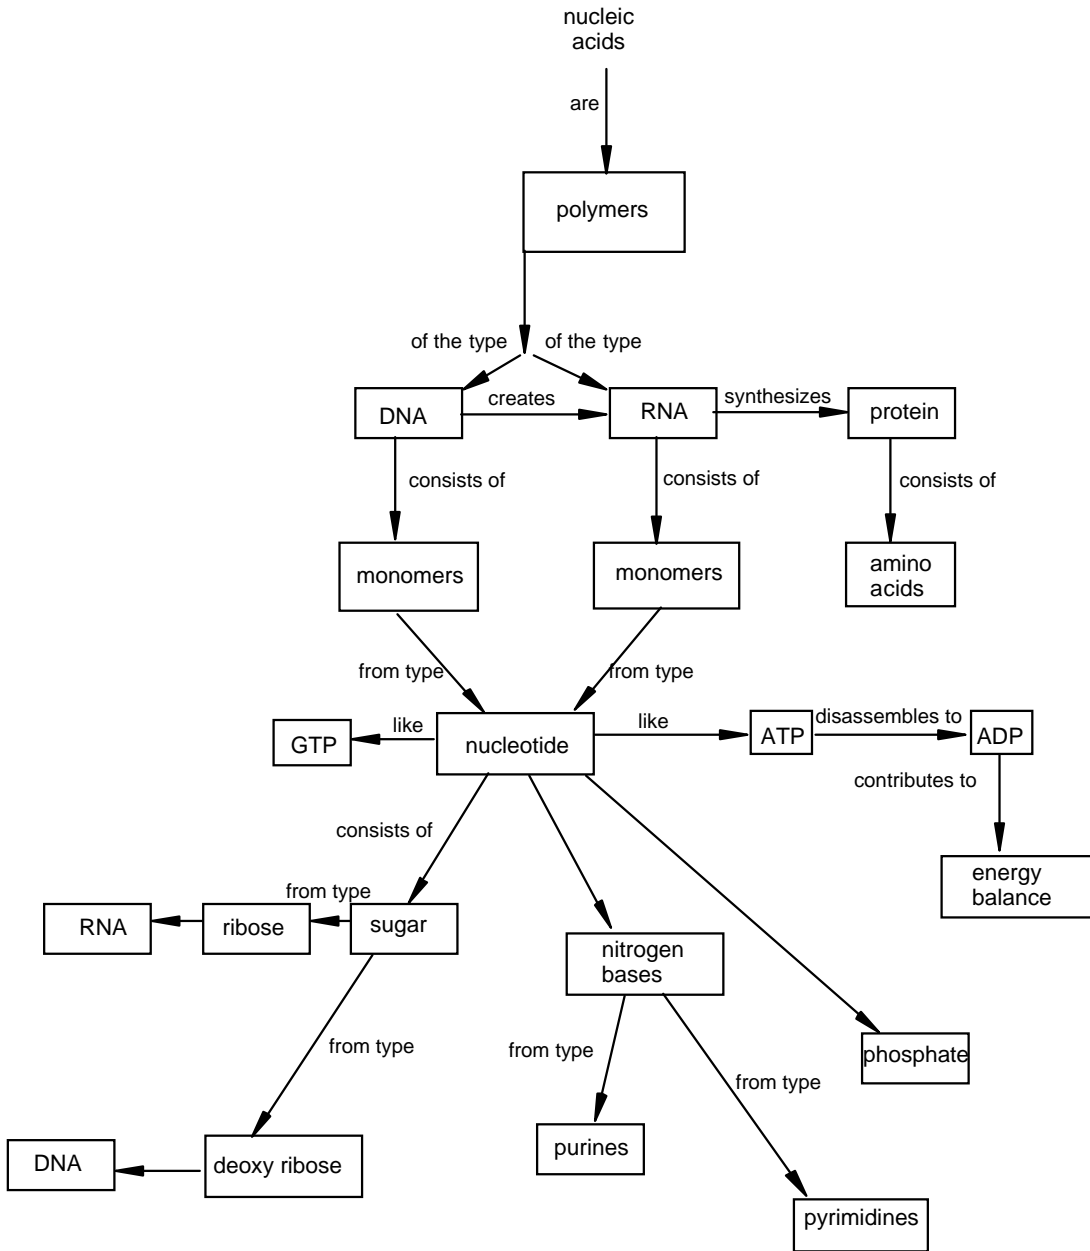 nucleic
acids
are
polymers
of the type
of the type
DNA
creates
RNA
synthesizes
protein
consists of
consists of
consists of
monomers
monomers
amino
acids
from type
from type
GTP
like
nucleotide
like
ATP
disassembles to
ADP
contributes to
consists of
energy
balance
from type
RNA
ribose
sugar
nitrogen
bases
from type
from type
phosphate
from type
purines
DNA
deoxy ribose
pyrimidines